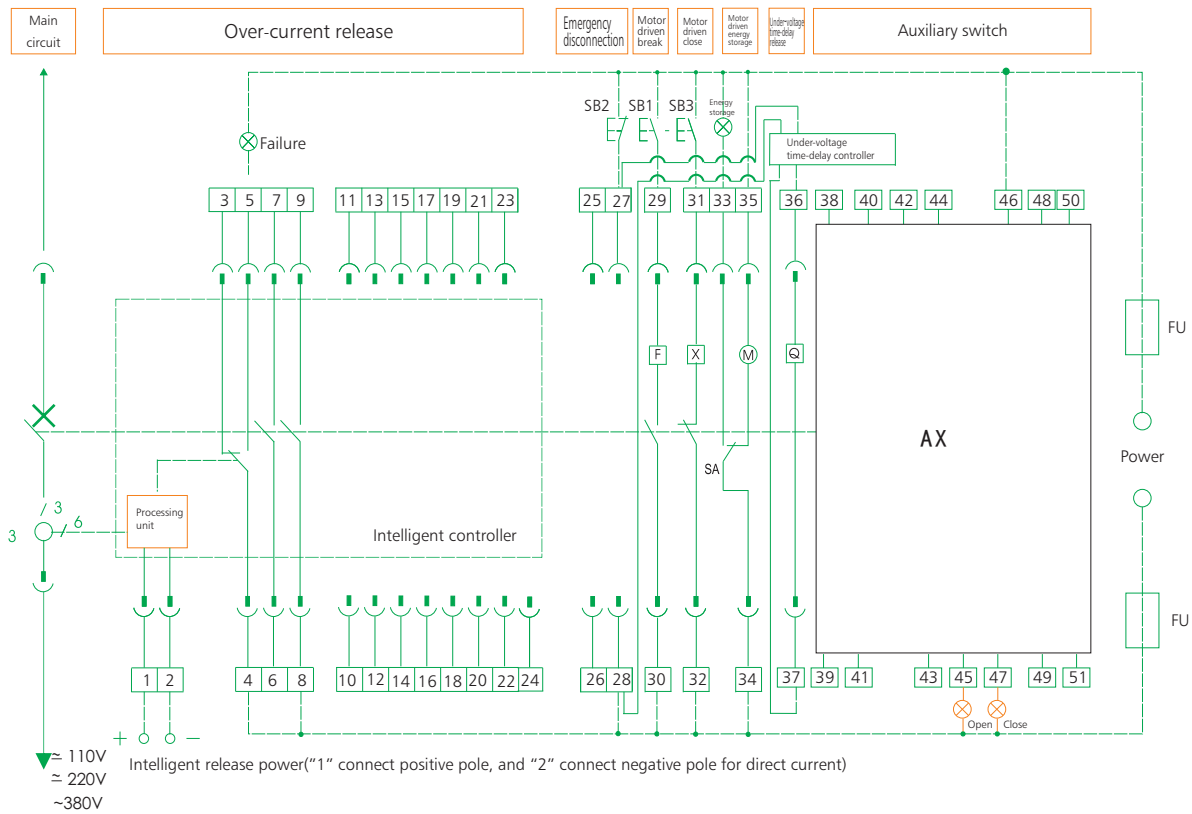 Main
circuit
Over-current release
Emergency
disconnection
Motor
driven
break
Motor
driven
close
Motor
driven
energy
storage
Under-voltage
time-delay
release
Auxiliary switch
SB2
SB1
SB3
Energy
storage
Failure
Under-voltage
time-delay controller
3 5 7 9 11 13 15 17 19 21 23 25 27 29 31 33 35 36 38 40 42 44 46 48 50
FU
F X M Q
AX
Power
SA
Processing
unit
Intelligent controller
3
6
3
FU
1 2 4 6 8 10 12 14 16 18 20 22 24 26 28 30 32 34 37 39 41 43 45 47 49 51
Open Close
+ −
≃ 110V
≃ 220V
~380V
Intelligent release power("1" connect positive pole, and "2" connect negative pole for direct current)